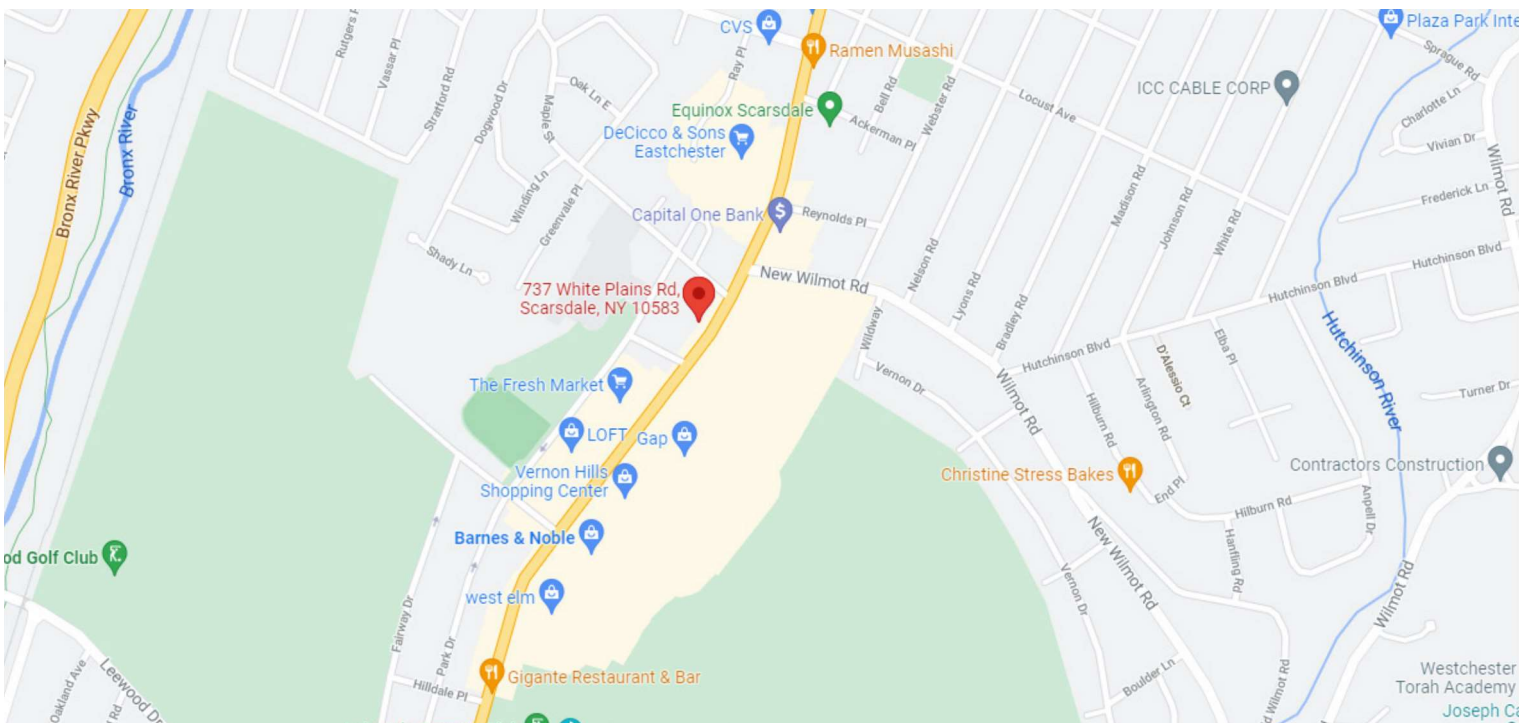 CVS
Ramen Musashi
Plaza Park Inte
Sprague Rd
Rutgers P
Vassar Pl
Stratford Rd
Dogwood Dr
Oak Ln E
Maple St
Ray Pl
Bell Rd
Webster Rd
Locust Ave
ICC CABLE CORP
Charlotte Ln
Vivian Dr
Wilmot Rd
Equinox Scarsdale
Ackerman Pl
DeCicco & Sons
Eastchester
Bronx River Pkwy
Bronx River
Winding Ln
Greenvale Pl
Shady Ln
Capital One Bank
Reynolds Pl
Madison Rd
Johnson Rd
White Rd
Frederick Ln
Hutchinson Blvd
New Wilmot Rd
Nelson Rd
Lyons Rd
Bradley Rd
Hutchinson Blvd
737 White Plains Rd,
Scarsdale, NY 10583
Wildway
Vernon Dr
Hutchinson Blvd
D'Alessio Ct
Elba Pl
Hutchinson River
The Fresh Market
Wilmot Rd
Hilburn Rd
Arlington Rd
Turner Dr
LOFT
Gap
Vernon Hills
Shopping Center
Christine Stress Bakes
End Pl
Contractors Construction
Hilburn Rd
Anpell Dr
Barnes & Noble
od Golf Club
New Wilmot Rd
Hanfling Rd
Vernon Dr
west elm
Fairway Dr
Park Dr
Wilmot Rd
Oakland Ave
Leewood Dr
Rd
Hilldale Pl
Gigante Restaurant & Bar
Boulder Ln
d Wilmot Rd
Westchester
Torah Academy
Joseph Ca